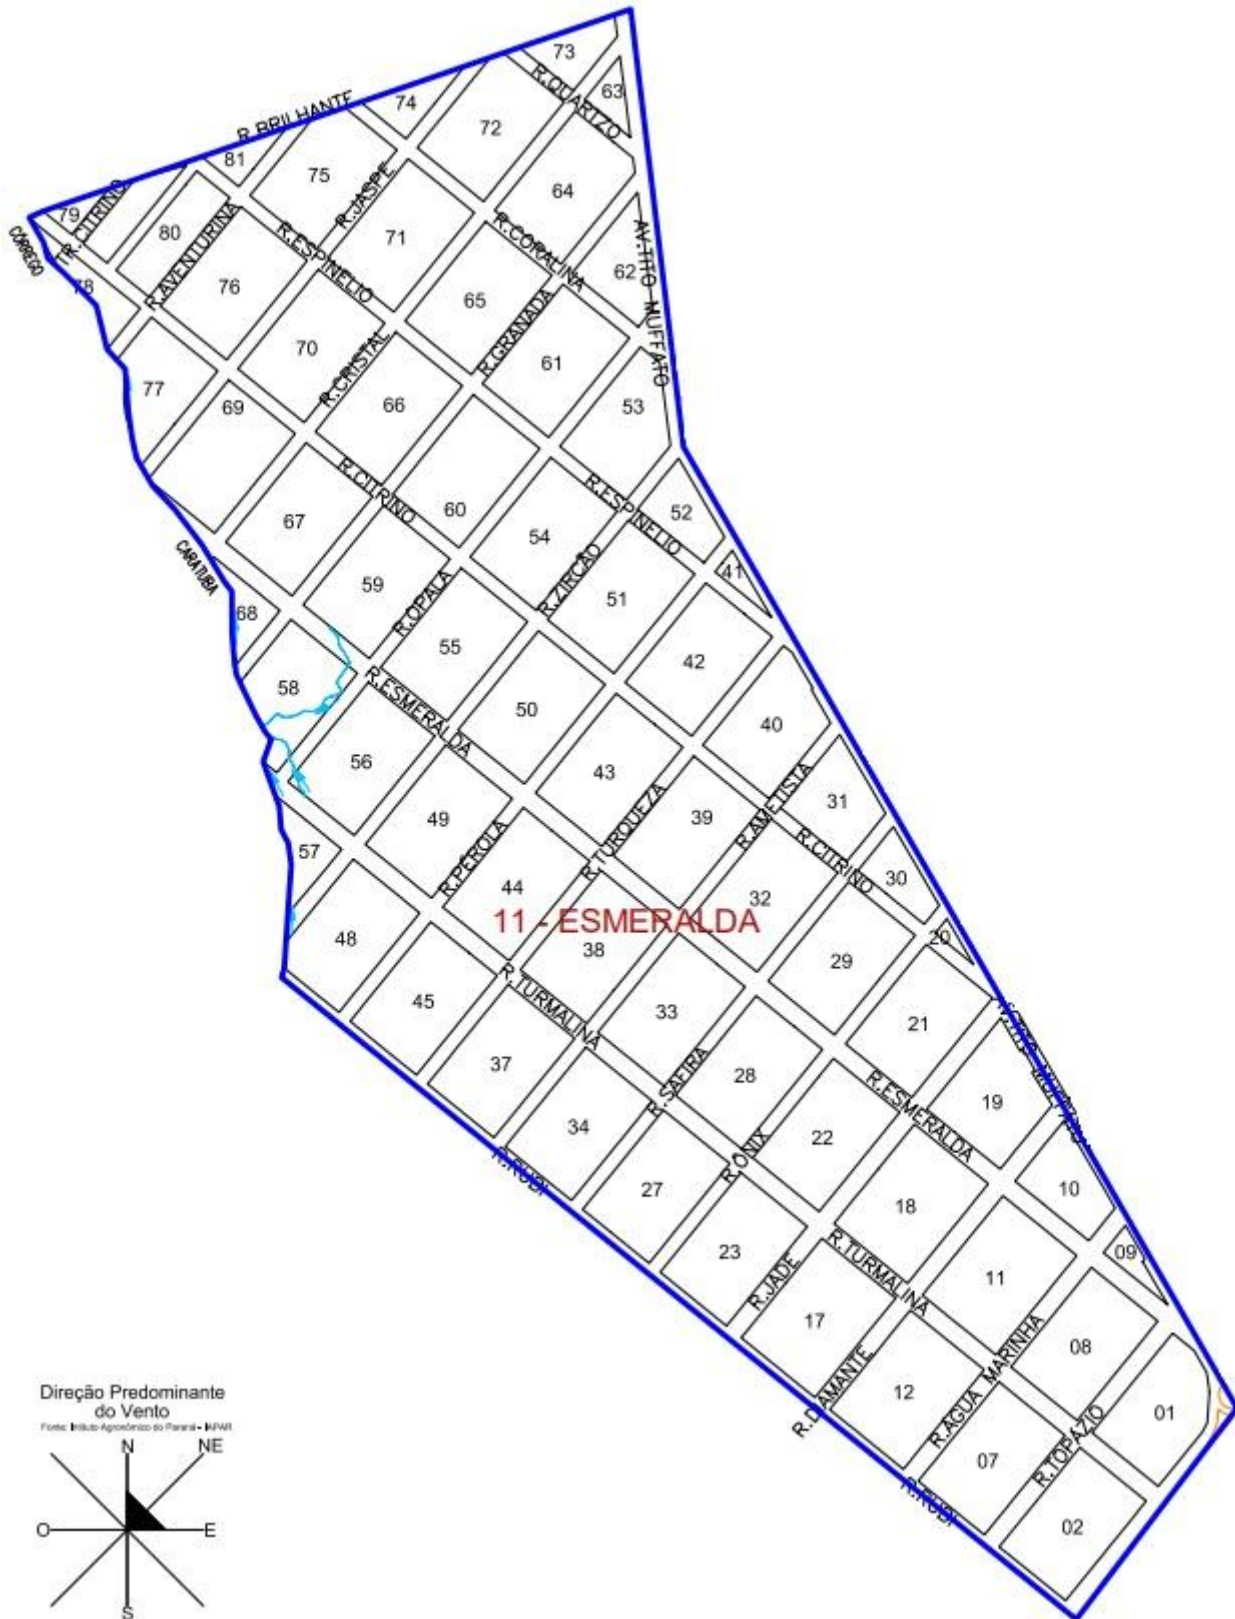 73
R.QUARTZO
63
74
R.BRILHANTE
72
81
75
R.JASPE
64
79
TR.CITRINO
80
R.AVENTURINA
R.ESPINELIO
71
R.CORALINA
AV.TITO MUFFATO
62
CÓRREGO
78
76
65
R.GRANADA
70
R.CRISTAL
61
77
69
66
53
R.CITRINO
60
R.ESPINELIO
52
67
54
41
CARATUBA
59
R.OPALA
R.ZIRCÃO
51
68
55
42
58
R.ESMERALDA
50
40
56
43
R.TURQUEZA
39
R.AMETISTA
31
49
R.PÉROLA
R.CITRINO
57
44
32
30
11 - ESMERALDA
48
38
29
20
45
R.TURMALINA
33
21
37
R.SAFIRA
28
R.ESMERALDA
19
34
R.ÔNIX
22
27
18
10
23
R.JADE
R.TURMALINA
11
09
R.RUBI
17
R.DIAMANTE
12
R.AGUA MARINHA
08
01
07
R.TOPAZIO
R.RUBI
02
Direção Predominante
do Vento
Fonte: Intituto Agronômico do Paraná - IAPAR
N
NE
O
E
S